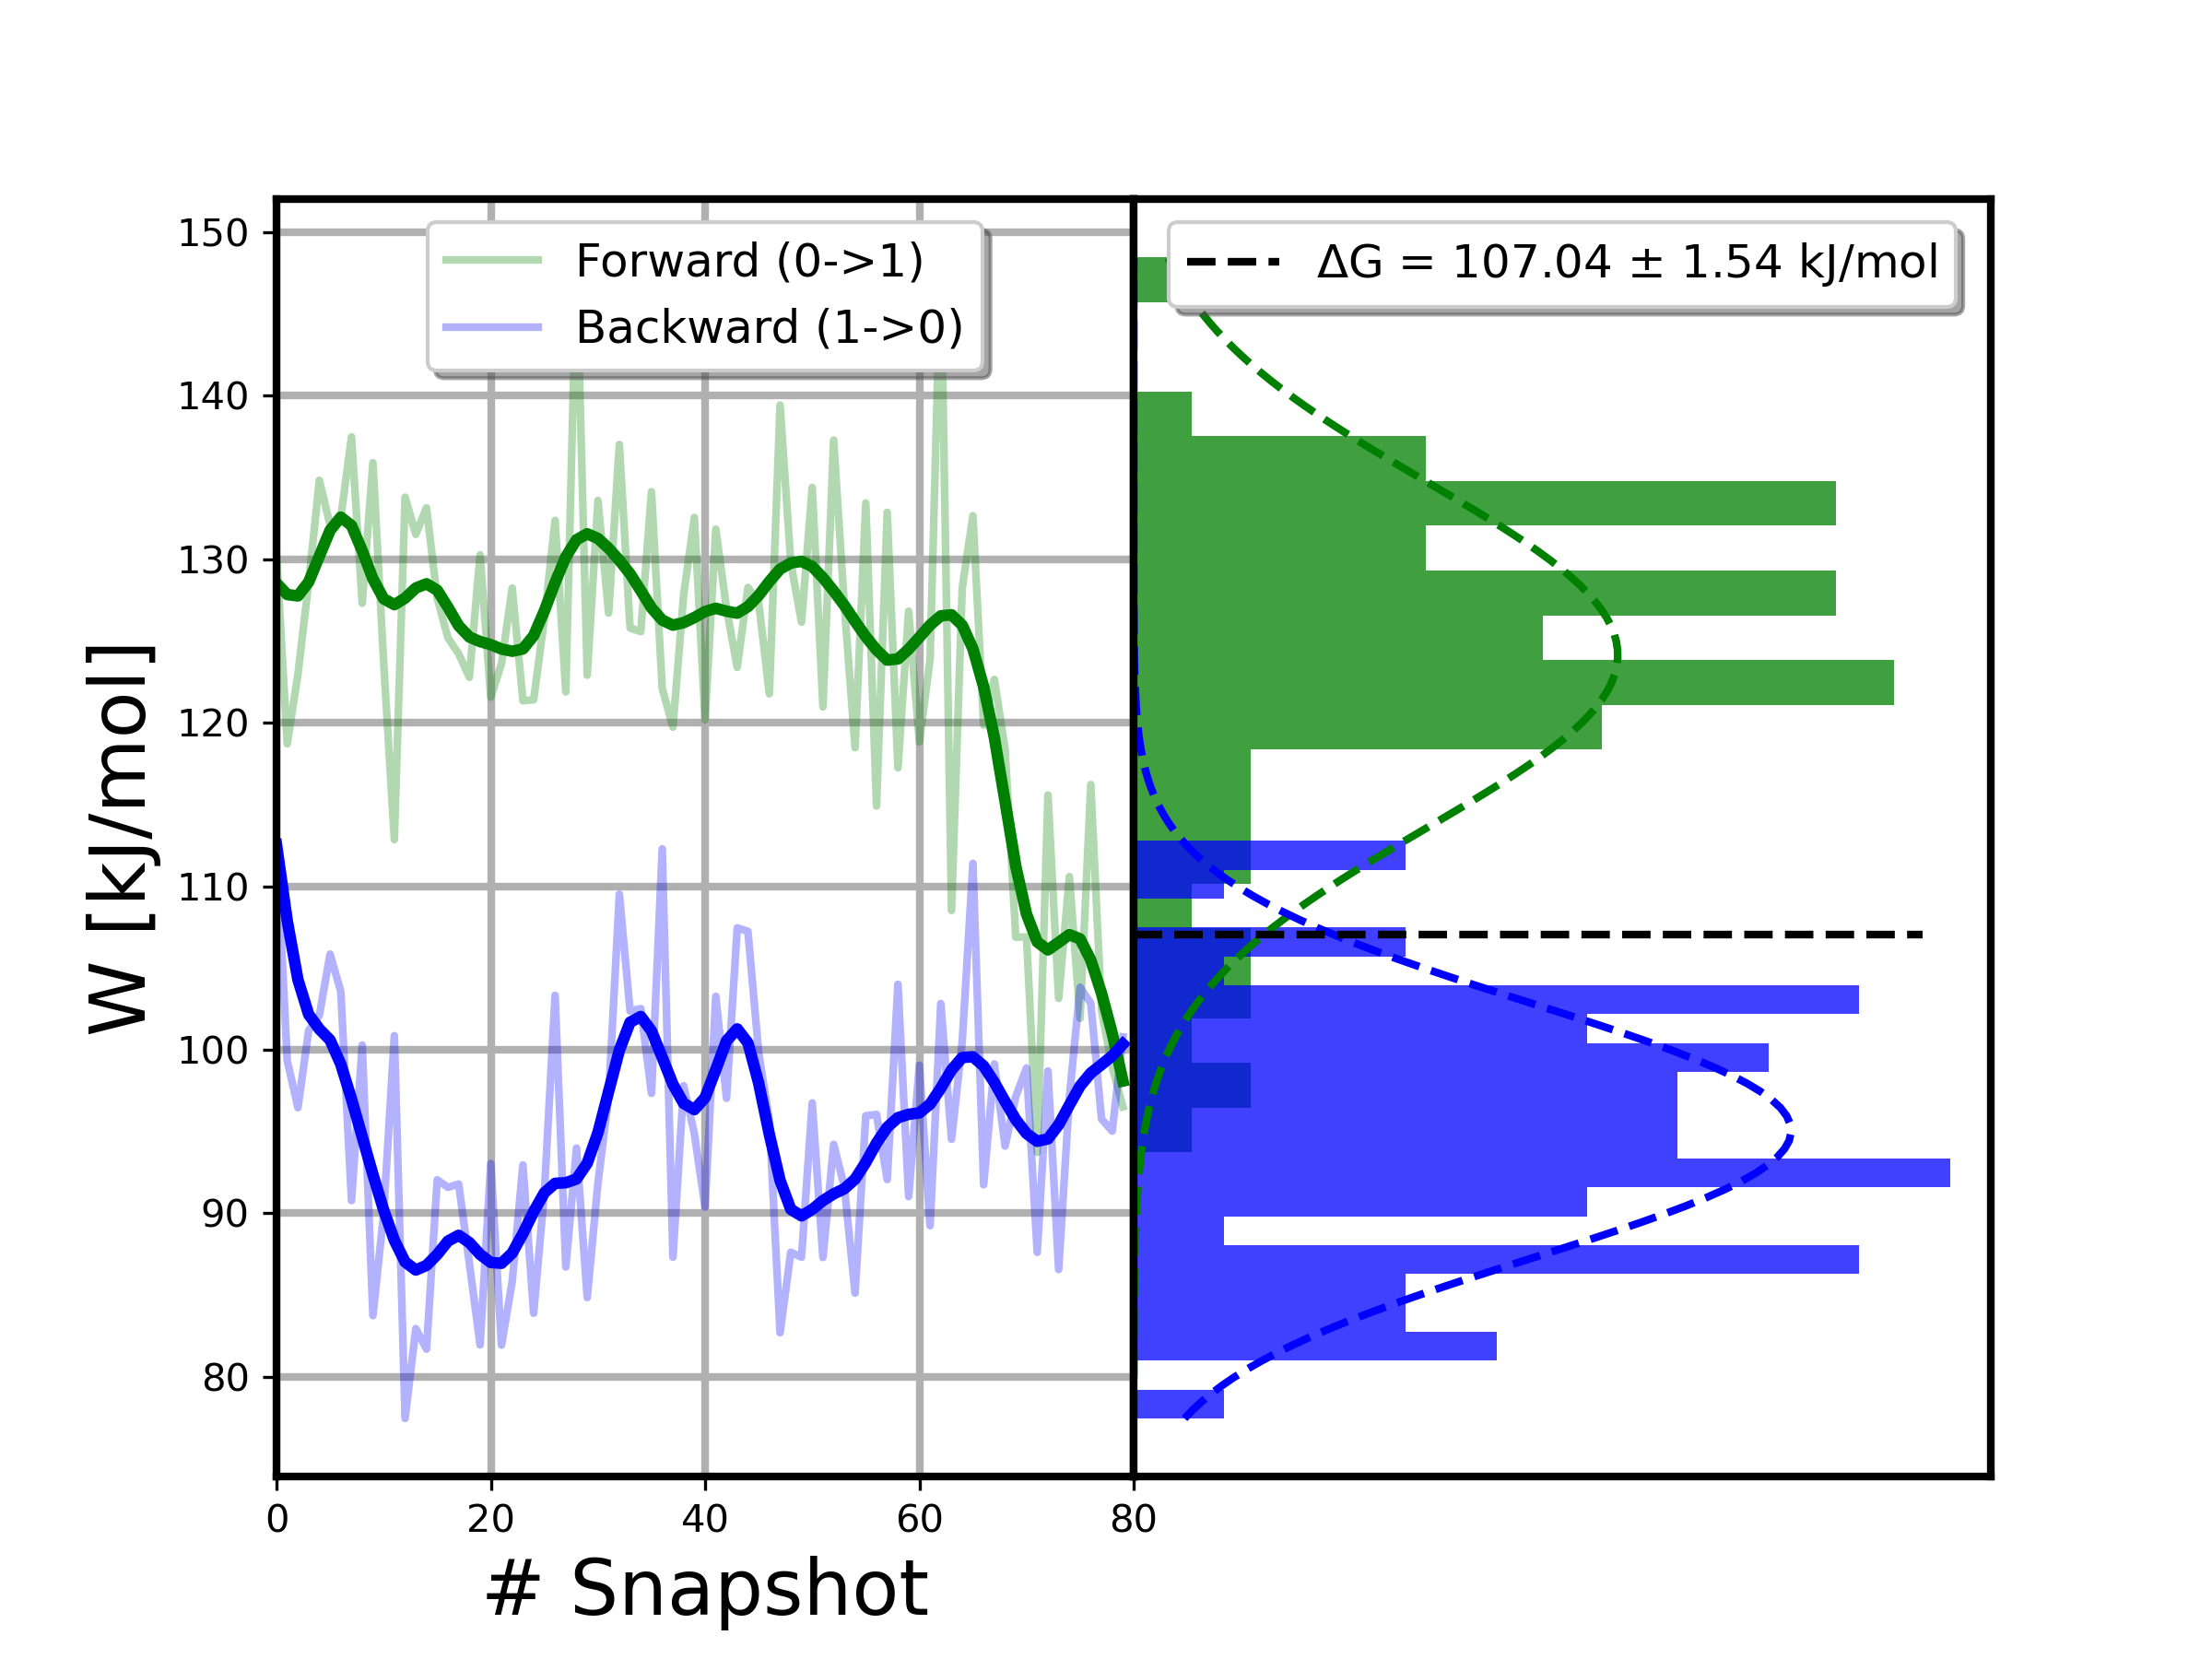 Forward (0->1)
Backward (1->0)
ΔG = 107.04 ± 1.54 kJ/mol
W [kJ/mol]
150
140
130
120
110
100
90
80
0 20 40 60 80
# Snapshot